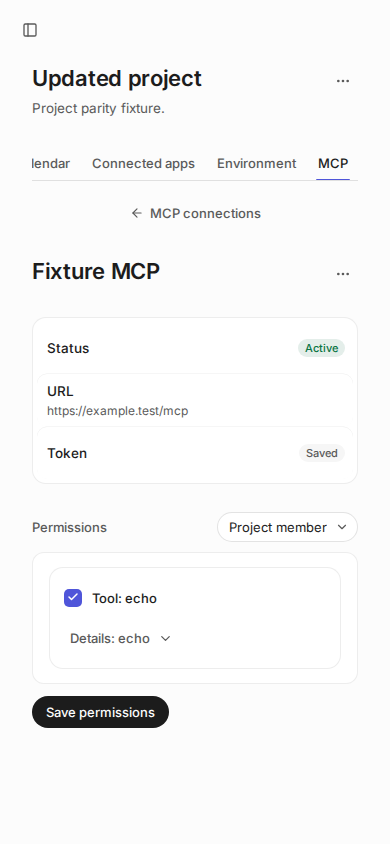 Updated project
Project parity fixture.
lendar Connected apps Environment MCP
MCP connections
Fixture MCP
Status Active
URL
https://example.test/mcp
Token Saved
Permissions Project member
Tool: echo
Details: echo
Save permissions